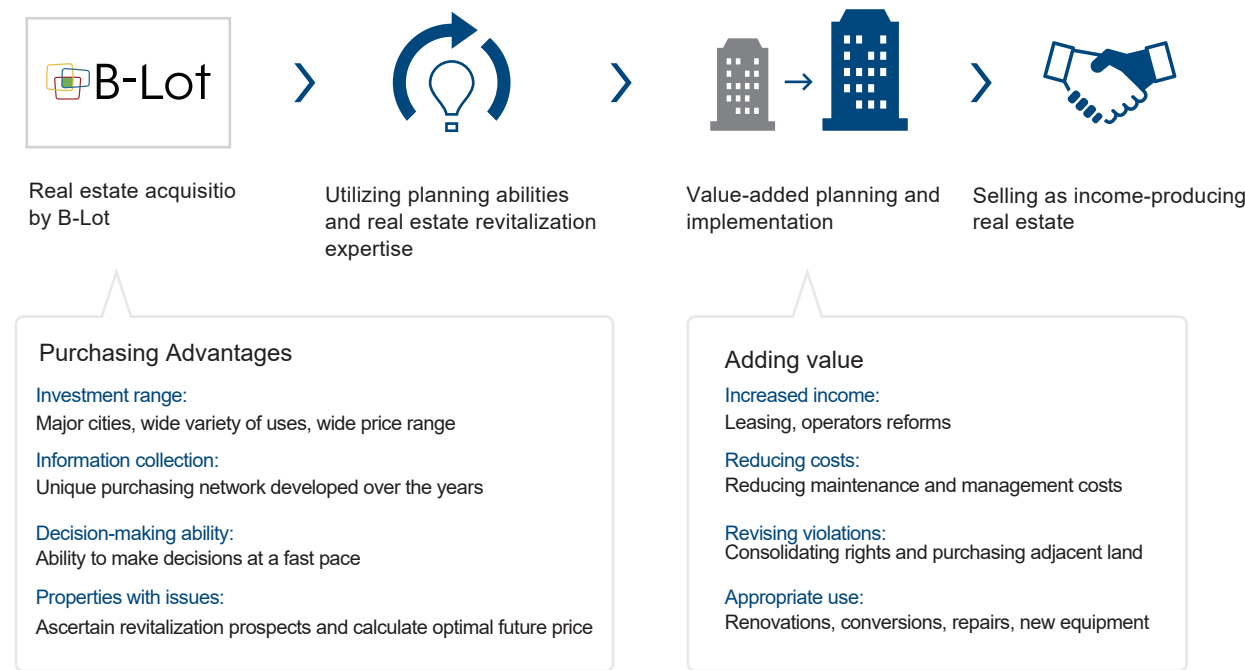 B-Lot
Real estate acquisitio
by B-Lot
Utilizing planning abilities
and real estate revitalization
expertise
Value-added planning and
implementation
Selling as income-producing
real estate
Purchasing Advantages
Investment range:
Major cities, wide variety of uses, wide price range
Information collection:
Unique purchasing network developed over the years
Decision-making ability:
Ability to make decisions at a fast pace
Properties with issues:
Ascertain revitalization prospects and calculate optimal future price
Adding value
Increased income:
Leasing, operators reforms
Reducing costs:
Reducing maintenance and management costs
Revising violations:
Consolidating rights and purchasing adjacent land
Appropriate use:
Renovations, conversions, repairs, new equipment